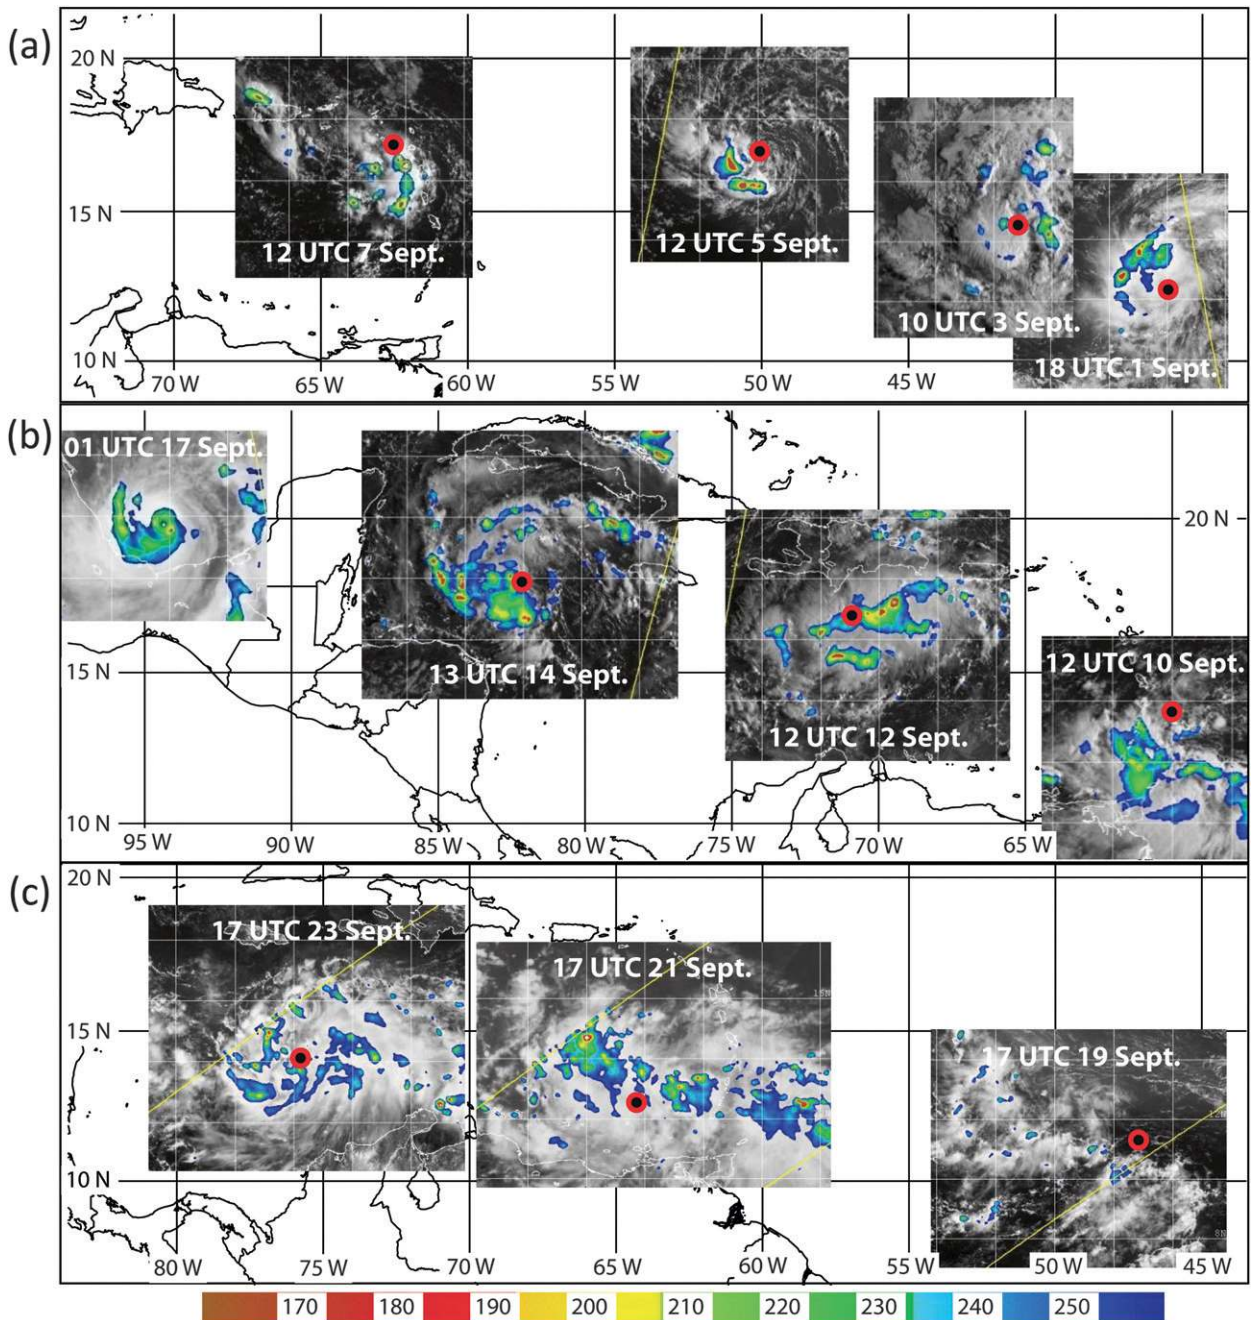 (a)
20 N
15 N
10 N
12 UTC 7 Sept.
12 UTC 5 Sept.
10 UTC 3 Sept.
18 UTC 1 Sept.
70 W 65 W 60 W 55 W 50 W 45 W
(b)
01 UTC 17 Sept.
20 N
13 UTC 14 Sept.
12 UTC 12 Sept.
12 UTC 10 Sept.
15 N
10 N
95 W 90 W 85 W 80 W 75 W 70 W 65 W
(c)
20 N
17 UTC 23 Sept.
17 UTC 21 Sept.
15 N
17 UTC 19 Sept.
10 N
80 W 75 W 70 W 65 W 60 W 55 W 50 W 45 W
170 180 190 200 210 220 230 240 250